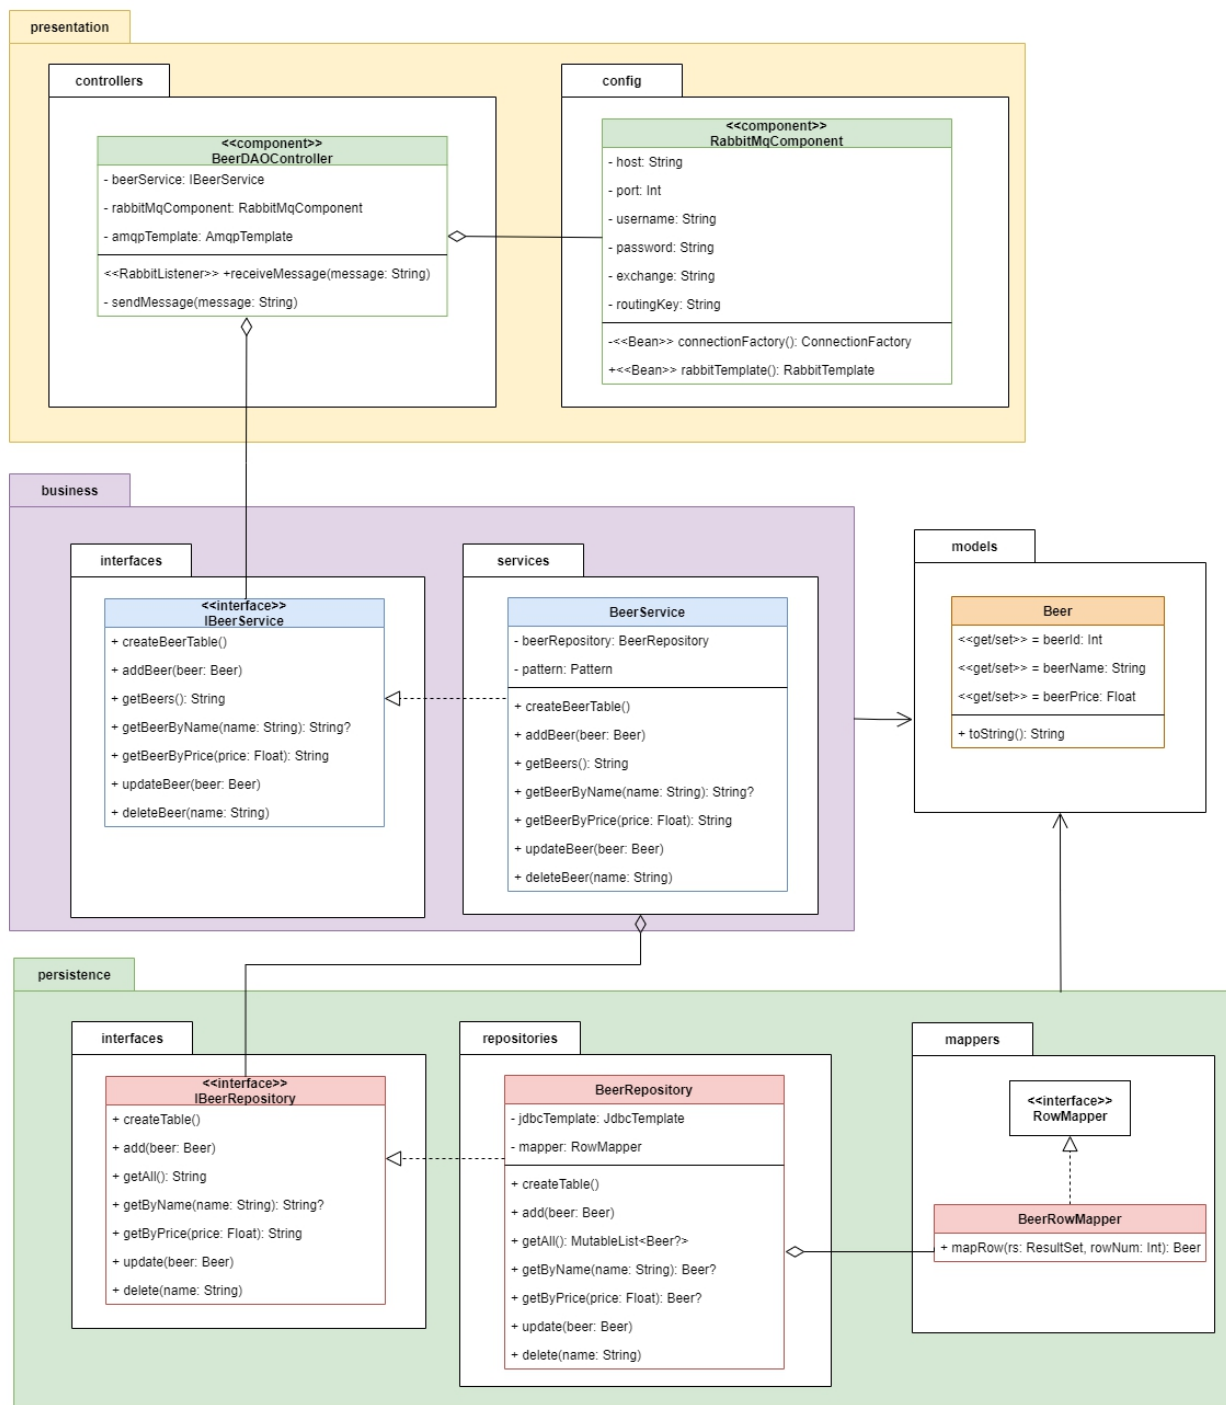 presentation
controllers
<<component>>
BeerDAOController
- beerService: IBeerService
- rabbitMqComponent: RabbitMqComponent
- amqpTemplate: AmqpTemplate
<<RabbitListener>> +receiveMessage(message: String)
- sendMessage(message: String)
config
<<component>>
RabbitMqComponent
- host: String
- port: Int
- username: String
- password: String
- exchange: String
- routingKey: String
-<<Bean>> connectionFactory(): ConnectionFactory
+<<Bean>> rabbitTemplate(): RabbitTemplate
business
interfaces
<<interface>>
IBeerService
+ createBeerTable()
+ addBeer(beer: Beer)
+ getBeers(): String
+ getBeerByName(name: String): String?
+ getBeerByPrice(price: Float): String
+ updateBeer(beer: Beer)
+ deleteBeer(name: String)
services
BeerService
- beerRepository: BeerRepository
- pattern: Pattern
+ createBeerTable()
+ addBeer(beer: Beer)
+ getBeers(): String
+ getBeerByName(name: String): String?
+ getBeerByPrice(price: Float): String
+ updateBeer(beer: Beer)
+ deleteBeer(name: String)
models
Beer
<<get/set>> = beerId: Int
<<get/set>> = beerName: String
<<get/set>> = beerPrice: Float
+ toString(): String
persistence
interfaces
<<interface>>
IBeerRepository
+ createTable()
+ add(beer: Beer)
+ getAll(): String
+ getByName(name: String): String?
+ getByPrice(price: Float): String
+ update(beer: Beer)
+ delete(name: String)
repositories
BeerRepository
- jdbcTemplate: JdbcTemplate
- mapper: RowMapper
+ createTable()
+ add(beer: Beer)
+ getAll(): MutableList<Beer?>
+ getByName(name: String): Beer?
+ getByPrice(price: Float): Beer?
+ update(beer: Beer)
+ delete(name: String)
mappers
<<interface>>
RowMapper
BeerRowMapper
+ mapRow(rs: ResultSet, rowNum: Int): Beer